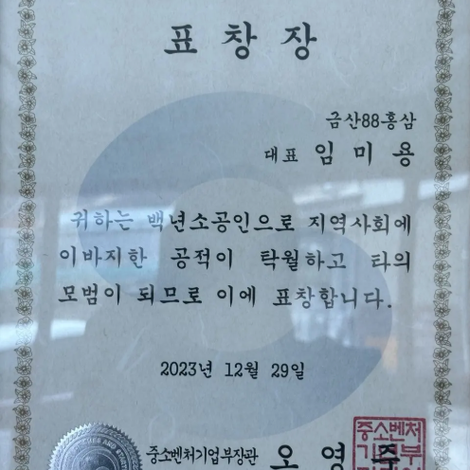 표창장
금산88홍삼
대표 임미용
귀하는 백년소공인으로 지역사회에
이바지한 공적이 탁월하고 타의
모범이 되므로 이에 표창합니다.
2023년 12월 29일
중소벤처기업부장관 오영주
중소벤처